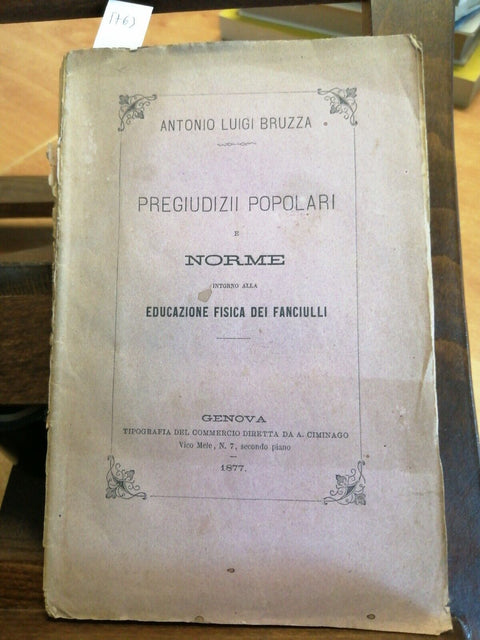 1763
ANTONIO LUIGI BRUZZA
PREGIUDIZII POPOLARI
E
NORME
INTORNO ALLA
EDUCAZIONE FISICA DEI FANCIULLI
GENOVA
TIPOGRAFIA DEL COMMERCIO DIRETTA DA A. CIMINAGO
Vico Mele, N. 7, secondo piano
1877.